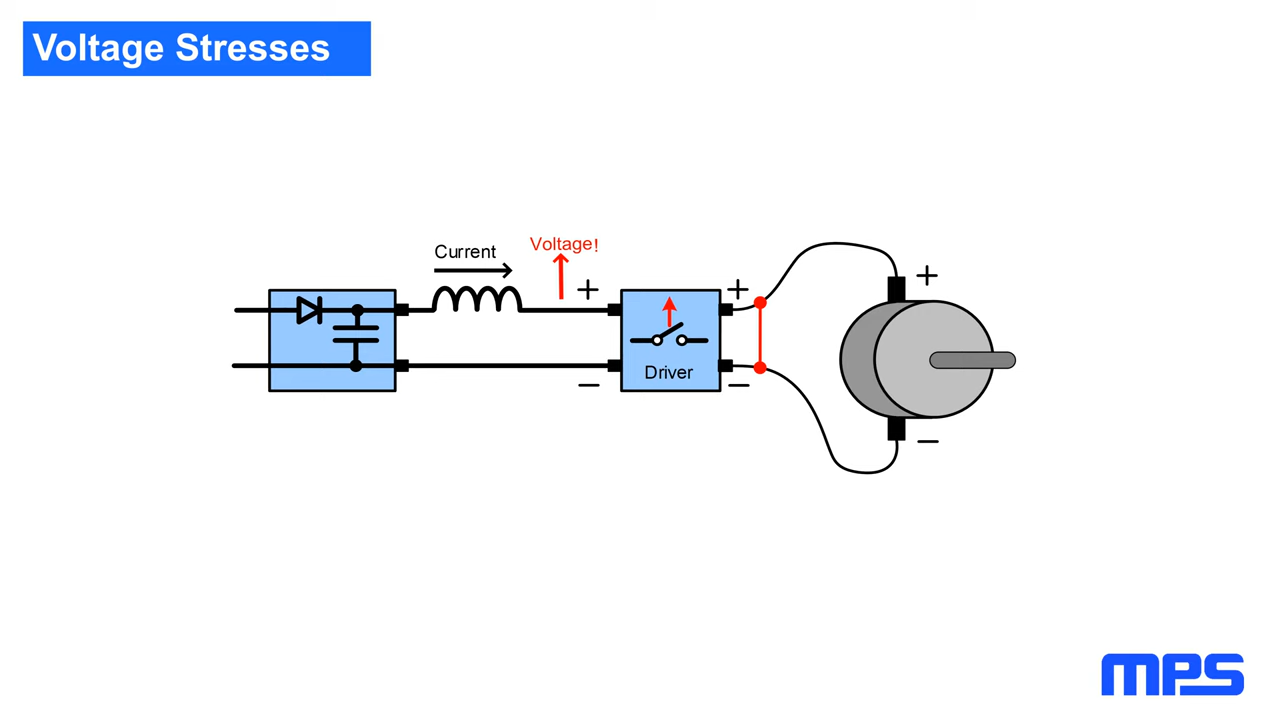 Voltage Stresses
Current
Voltage!
+
+
+
Driver
−
−
−
MPS